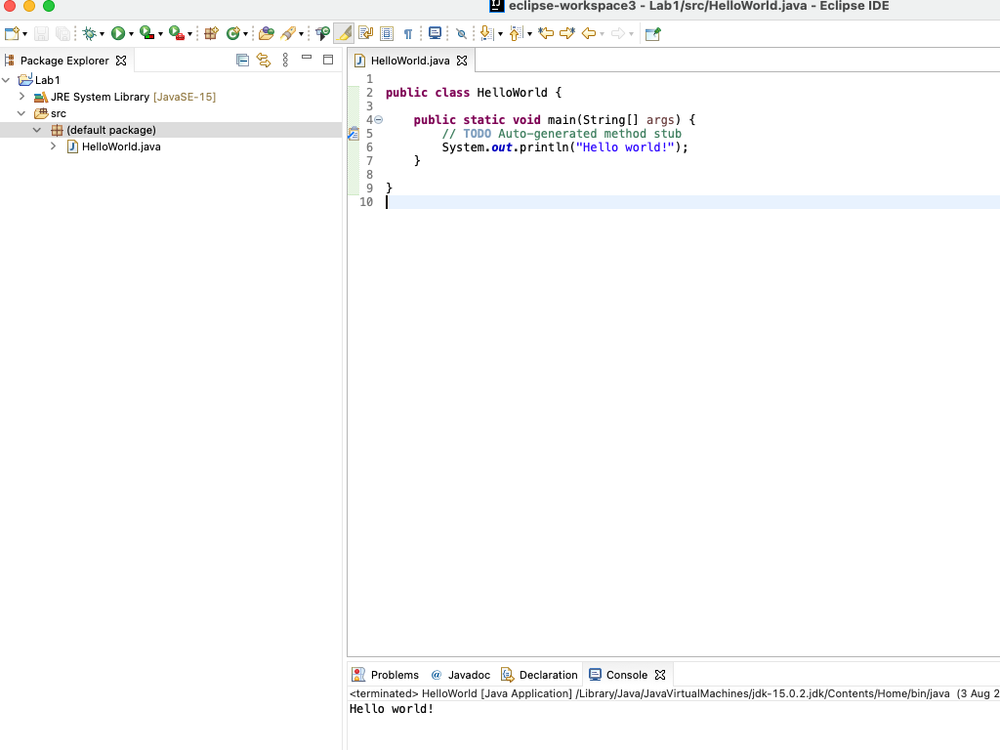 eclipse-workspace3 - Lab1/src/HelloWorld.java - Eclipse IDE
Package Explorer
Lab1
JRE System Library [JavaSE-15]
src
(default package)
HelloWorld.java
HelloWorld.java
1
2 public class HelloWorld {
3
4 public static void main(String[] args) {
5 // TODO Auto-generated method stub
6 System.out.println("Hello world!");
7 }
8
9 }
10
Problems @ Javadoc Declaration Console
<terminated> HelloWorld [Java Application] /Library/Java/JavaVirtualMachines/jdk-15.0.2.jdk/Contents/Home/bin/java (3 Aug 2
Hello world!